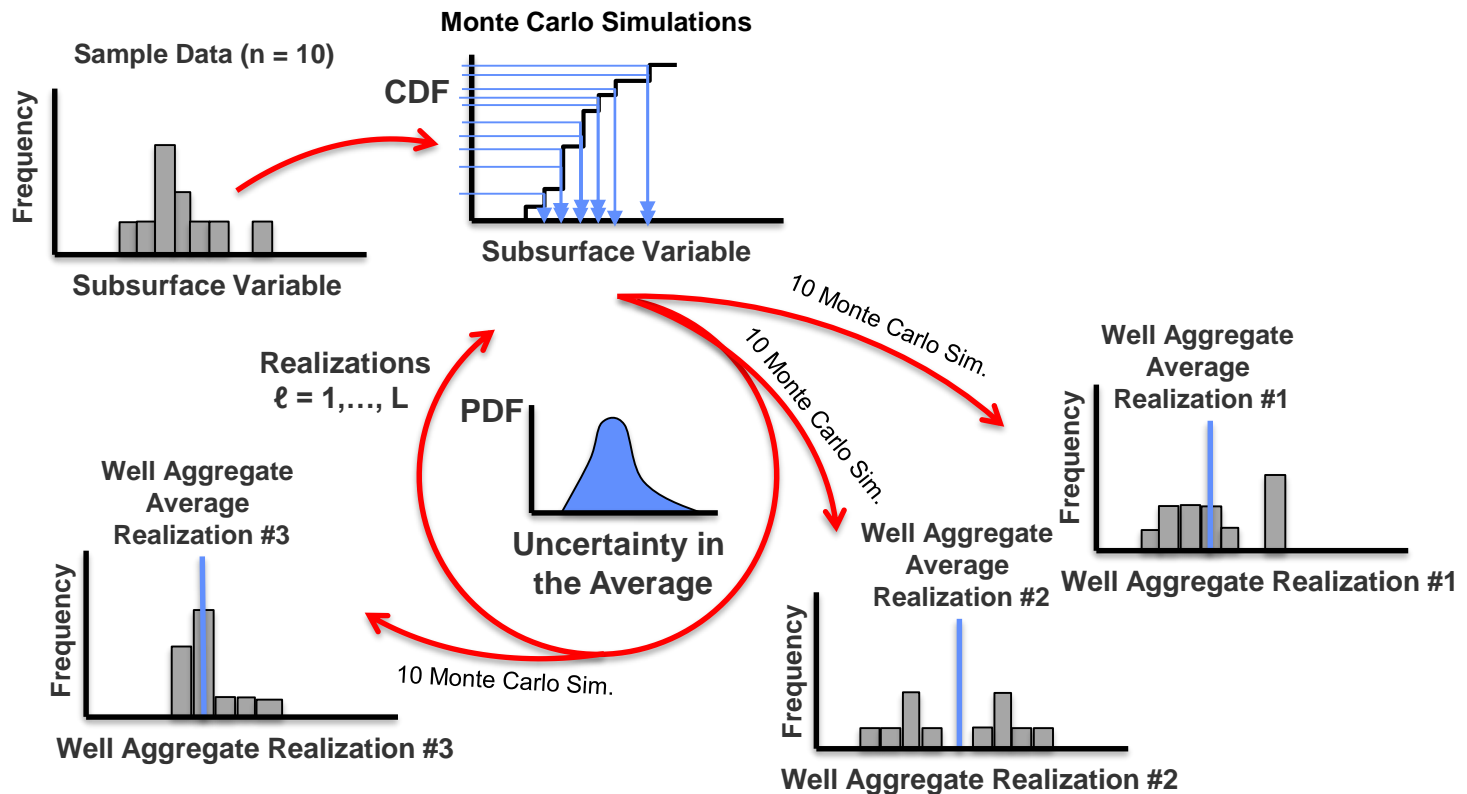 Monte Carlo Simulations
Sample Data (n = 10)
Frequency
Subsurface Variable
CDF
Subsurface Variable
10 Monte Carlo Sim.
10 Monte Carlo Sim.
Realizations
ℓ = 1,…, L
PDF
Uncertainty in
the Average
Well Aggregate
Average
Realization #1
Frequency
Well Aggregate Realization #1
Well Aggregate
Average
Realization #2
Frequency
Well Aggregate Realization #2
Well Aggregate
Average
Realization #3
Frequency
Well Aggregate Realization #3
10 Monte Carlo Sim.